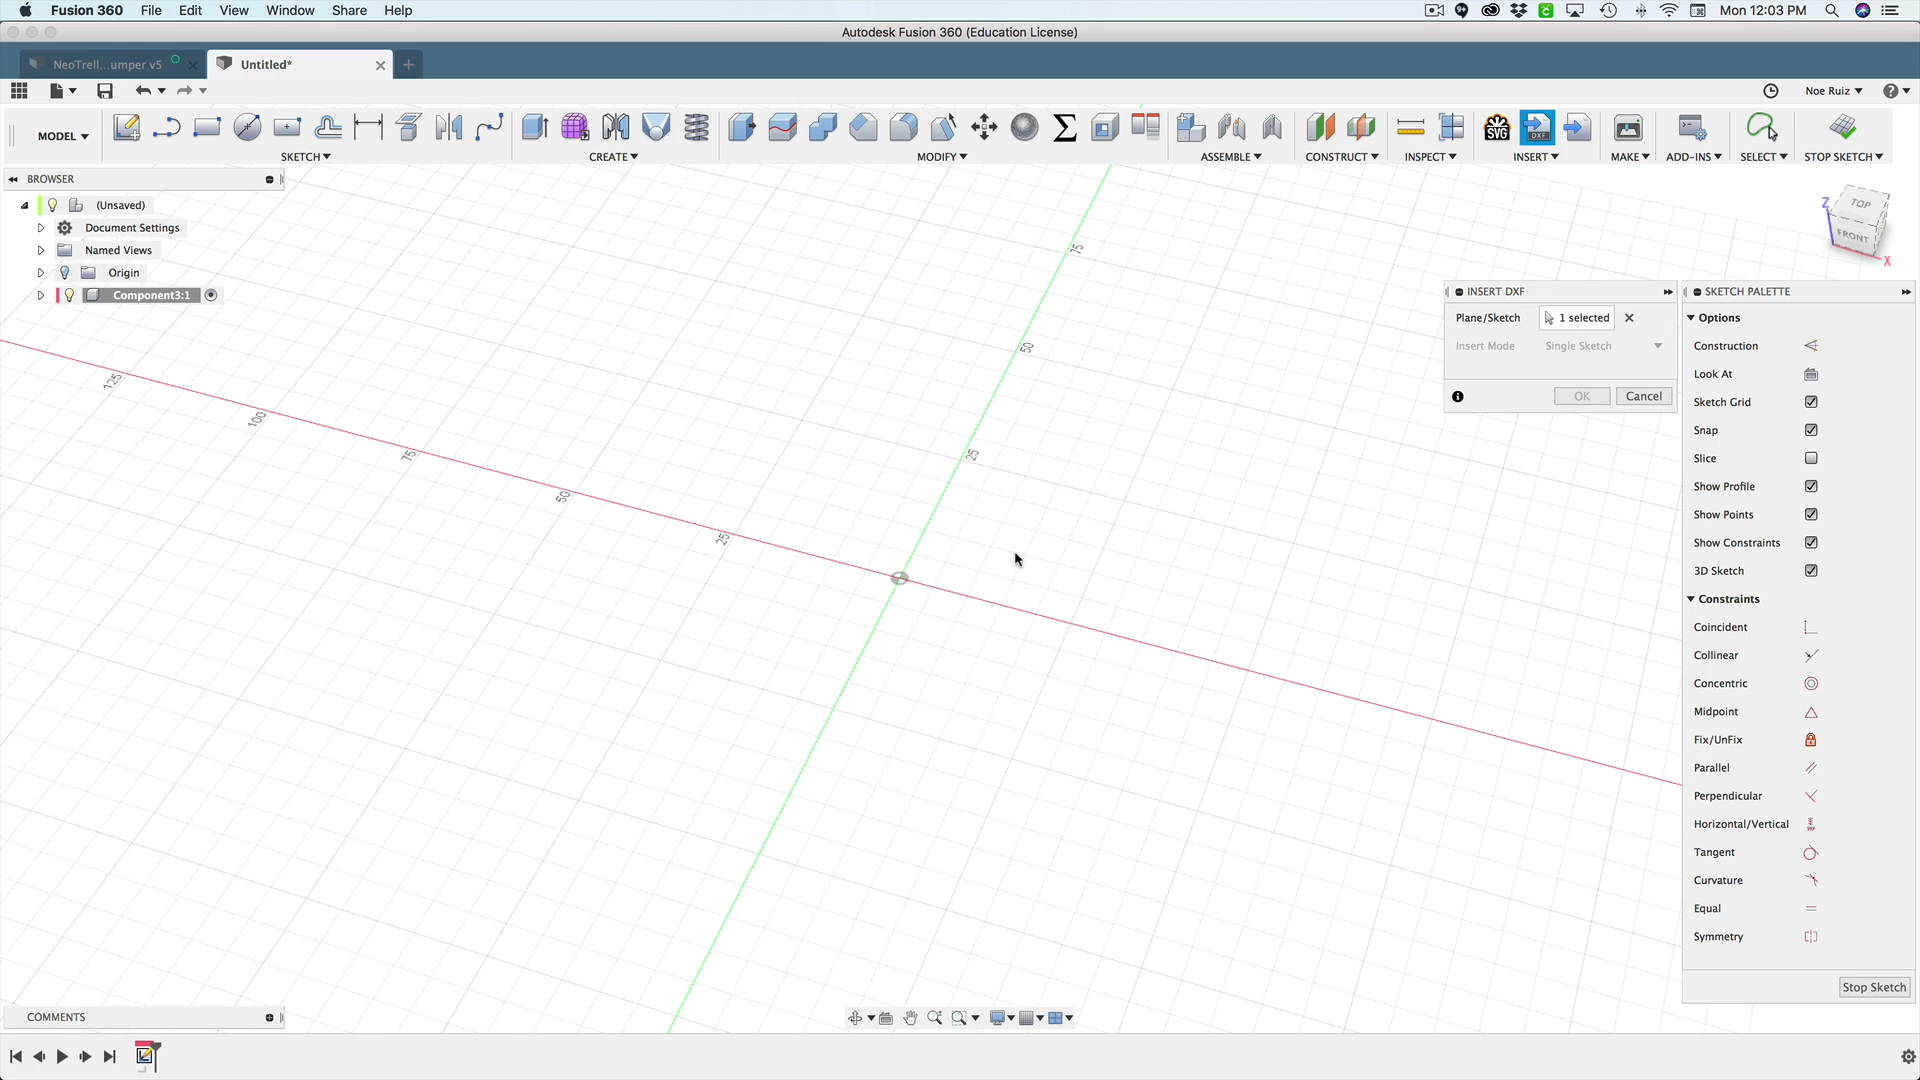 Fusion 360 File Edit View Window Share Help Mon 12:03 PM
Autodesk Fusion 360 (Education License)
NeoTrell...umper v5 Untitled*
Noe Ruiz
MODEL SKETCH CREATE MODIFY ASSEMBLE CONSTRUCT INSPECT INSERT MAKE ADD-INS SELECT STOP SKETCH
SVG DXF
BROWSER
(Unsaved)
Document Settings
Named Views
Origin
Component3:1
TOP
FRONT
Z
X
INSERT DXF
Plane/Sketch 1 selected
Insert Mode Single Sketch
OK Cancel
SKETCH PALETTE
Options
Construction
Look At
Sketch Grid
Snap
Slice
Show Profile
Show Points
Show Constraints
3D Sketch
Constraints
Coincident
Collinear
Concentric
Midpoint
Fix/UnFix
Parallel
Perpendicular
Horizontal/Vertical
Tangent
Curvature
Equal
Symmetry
Stop Sketch
125
100
75
50
25
75
50
25
COMMENTS